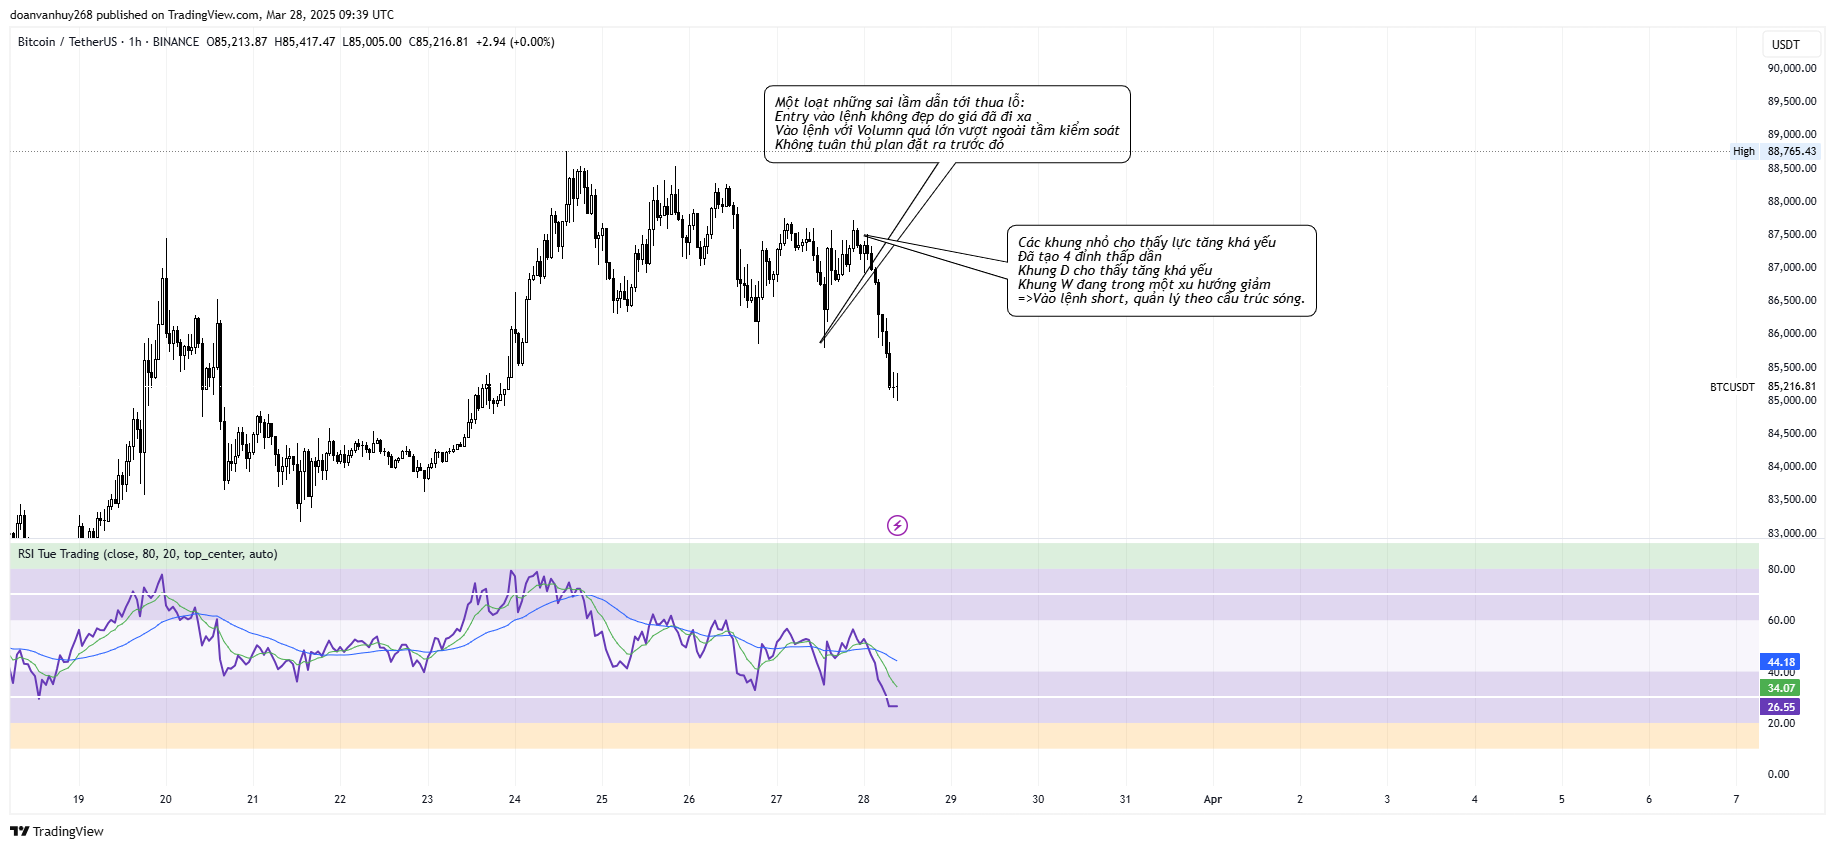 doanvanhuy268 published on TradingView.com, Mar 28, 2025 09:39 UTC
Bitcoin / TetherUS · 1h · BINANCE O85,213.87 H85,417.47 L85,005.00 C85,216.81 +2.94 (+0.00%)
USDT
90,000.00
89,500.00
89,000.00
High 88,765.43
88,500.00
88,000.00
87,500.00
87,000.00
86,500.00
86,000.00
85,500.00
BTCUSDT 85,216.81
85,000.00
84,500.00
84,000.00
83,500.00
83,000.00
Một loạt những sai lầm dẫn tới thua lỗ:
Entry vào lệnh không đẹp do giá đã đi xa
Vào lệnh với Volumn quá lớn vượt ngoài tầm kiểm soát
Không tuân thủ plan đặt ra trước đó
Các khung nhỏ cho thấy lực tăng khá yếu
Đã tạo 4 đỉnh thấp dần
Khung D cho thấy tăng khá yếu
Khung W đang trong một xu hướng giảm
=>Vào lệnh short, quản lý theo cấu trúc sóng.
RSI Tue Trading (close, 80, 20, top_center, auto)
80.00
60.00
44.18
40.00
34.07
26.55
20.00
0.00
19 20 21 22 23 24 25 26 27 28 29 30 31 Apr 2 3 4 5 6 7
TradingView